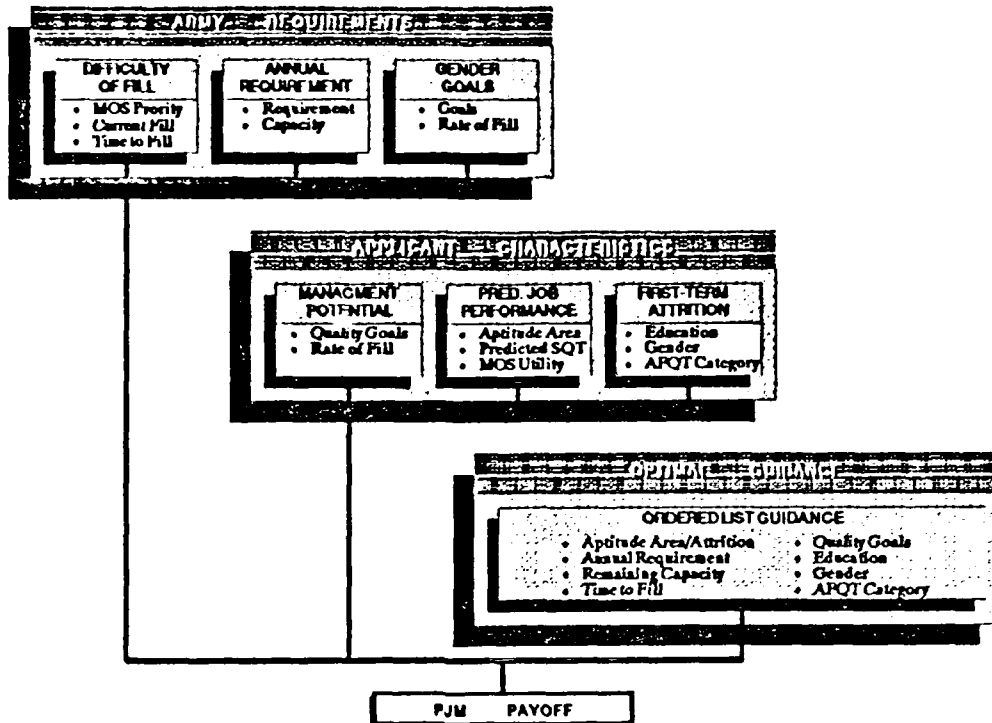 ARMY REQUIREMENTS
DIFFICULTY
OF FILL
• MOS Priority
• Current Fill
• Time to Fill
ANNUAL
REQUIREMENT
• Requirement
• Capacity
GENDER
GOALS
• Goals
• Rate of Fill
APPLICANT CHARACTERISTICS
MANAGMENT
POTENTIAL
• Quality Goals
• Rate of Fill
PRED. JOB
PERFORMANCE
• Aptitude Area
• Predicted SQT
• MOS Utility
FIRST-TERM
ATTRITION
• Education
• Gender
• AFQT Category
OPTIMAL GUIDANCE
ORDERED LIST GUIDANCE
• Aptitude Area/Attrition
• Annual Requirement
• Remaining Capacity
• Time to Fill
• Quality Goals
• Education
• Gender
• AFQT Category
PJM PAYOFF